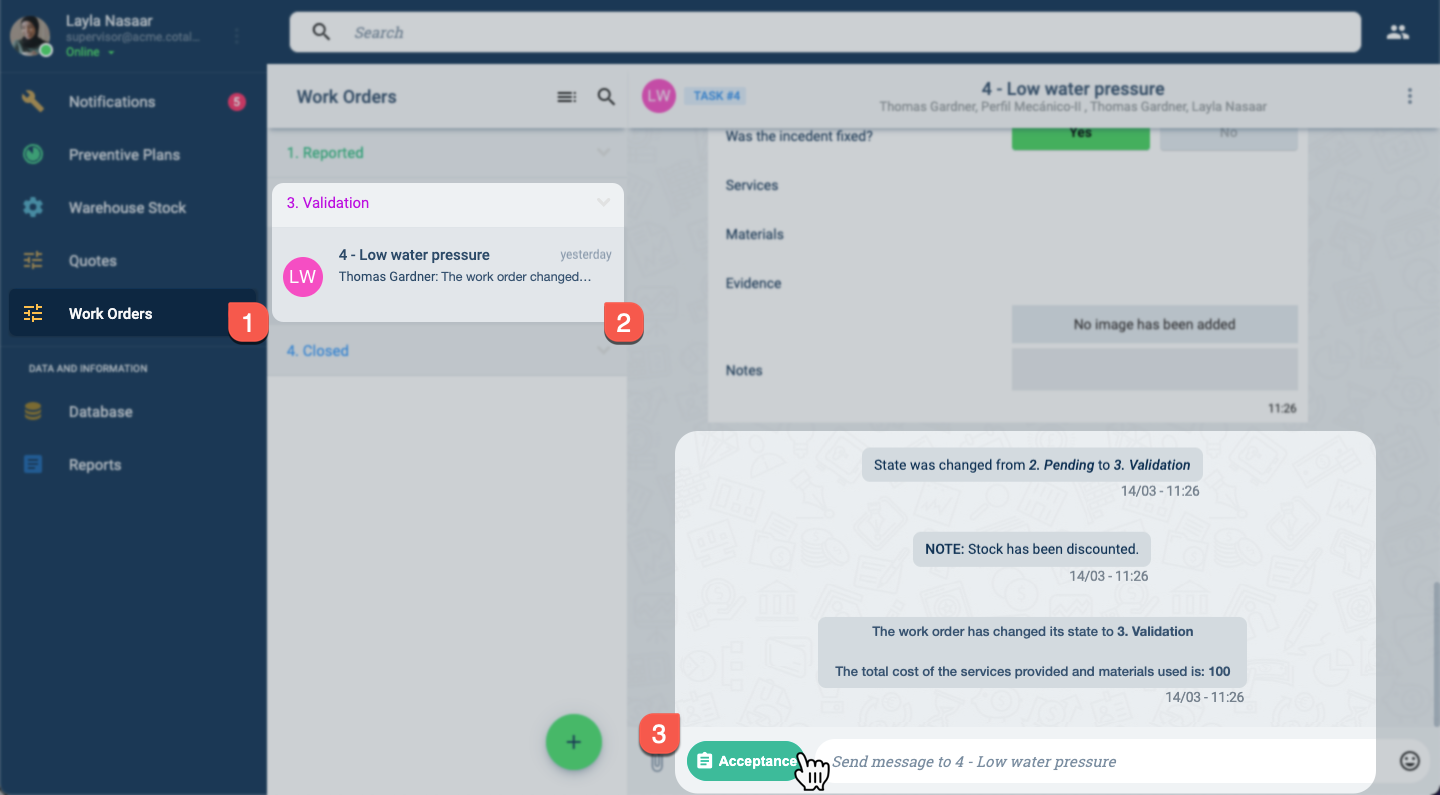 Layla Nasaar
supervisor@acme.cotal...
Online
Search
Notifications
5
Preventive Plans
Warehouse Stock
Quotes
Work Orders
1
DATA AND INFORMATION
Database
Reports
Work Orders
1. Reported
3. Validation
4 - Low water pressure
yesterday
LW
Thomas Gardner: The work order changed...
2
4. Closed
+
LW
TASK #4
4 - Low water pressure
Thomas Gardner, Perfil Mecánico-II , Thomas Gardner, Layla Nasaar
Was the incedent fixed?
Yes
No
Services
Materials
Evidence
No image has been added
Notes
11:26
State was changed from 2. Pending to 3. Validation
14/03 - 11:26
NOTE: Stock has been discounted.
14/03 - 11:26
The work order has changed its state to 3. Validation
The total cost of the services provided and materials used is: 100
14/03 - 11:26
3
Acceptance
Send message to 4 - Low water pressure